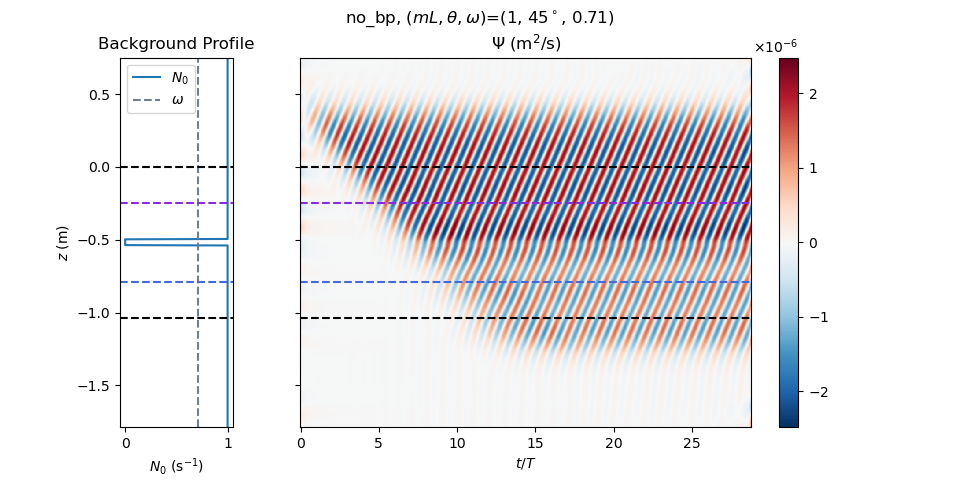 no_bp, (mL, θ, ω)=(1, 45°, 0.71)
Background Profile
Ψ (m²/s)
×10⁻⁶
N₀
ω
0.5
0.0
−0.5
−1.0
−1.5
z (m)
0
1
N₀ (s⁻¹)
0
5
10
15
20
25
t/T
2
1
0
−1
−2